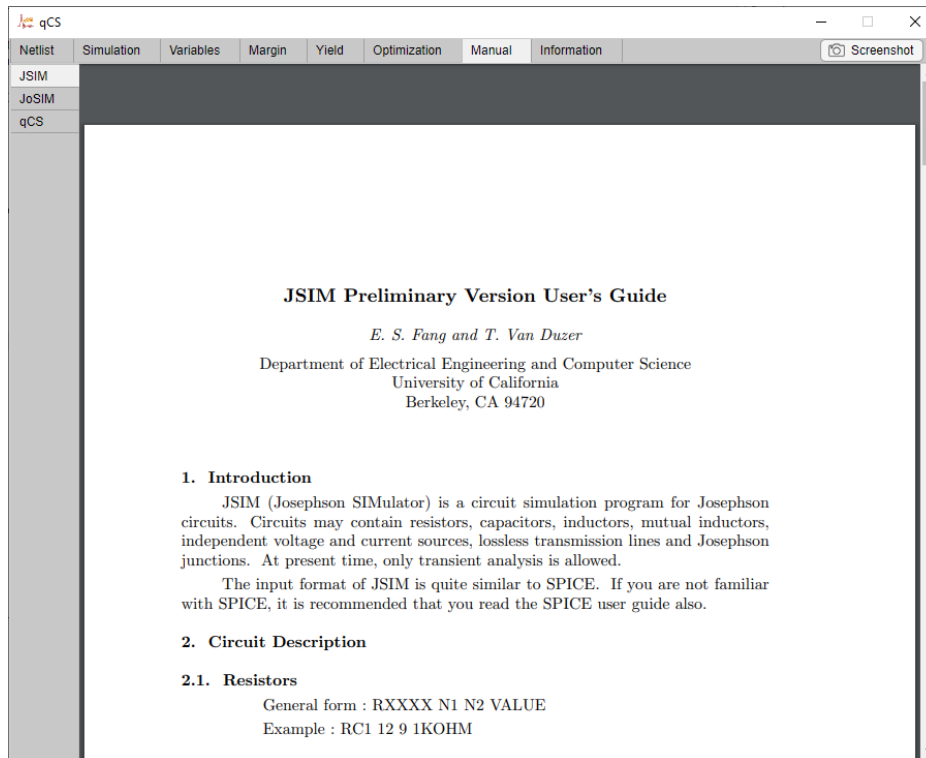 qCS
Netlist Simulation Variables Margin Yield Optimization Manual Information Screenshot
JSIM
JoSIM
qCS
JSIM Preliminary Version User's Guide
E. S. Fang and T. Van Duzer
Department of Electrical Engineering and Computer Science
University of California
Berkeley, CA 94720
1. Introduction
JSIM (Josephson SIMulator) is a circuit simulation program for Josephson
circuits. Circuits may contain resistors, capacitors, inductors, mutual inductors,
independent voltage and current sources, lossless transmission lines and Josephson
junctions. At present time, only transient analysis is allowed.
The input format of JSIM is quite similar to SPICE. If you are not familiar
with SPICE, it is recommended that you read the SPICE user guide also.
2. Circuit Description
2.1. Resistors
General form : RXXXX N1 N2 VALUE
Example : RC1 12 9 1KOHM